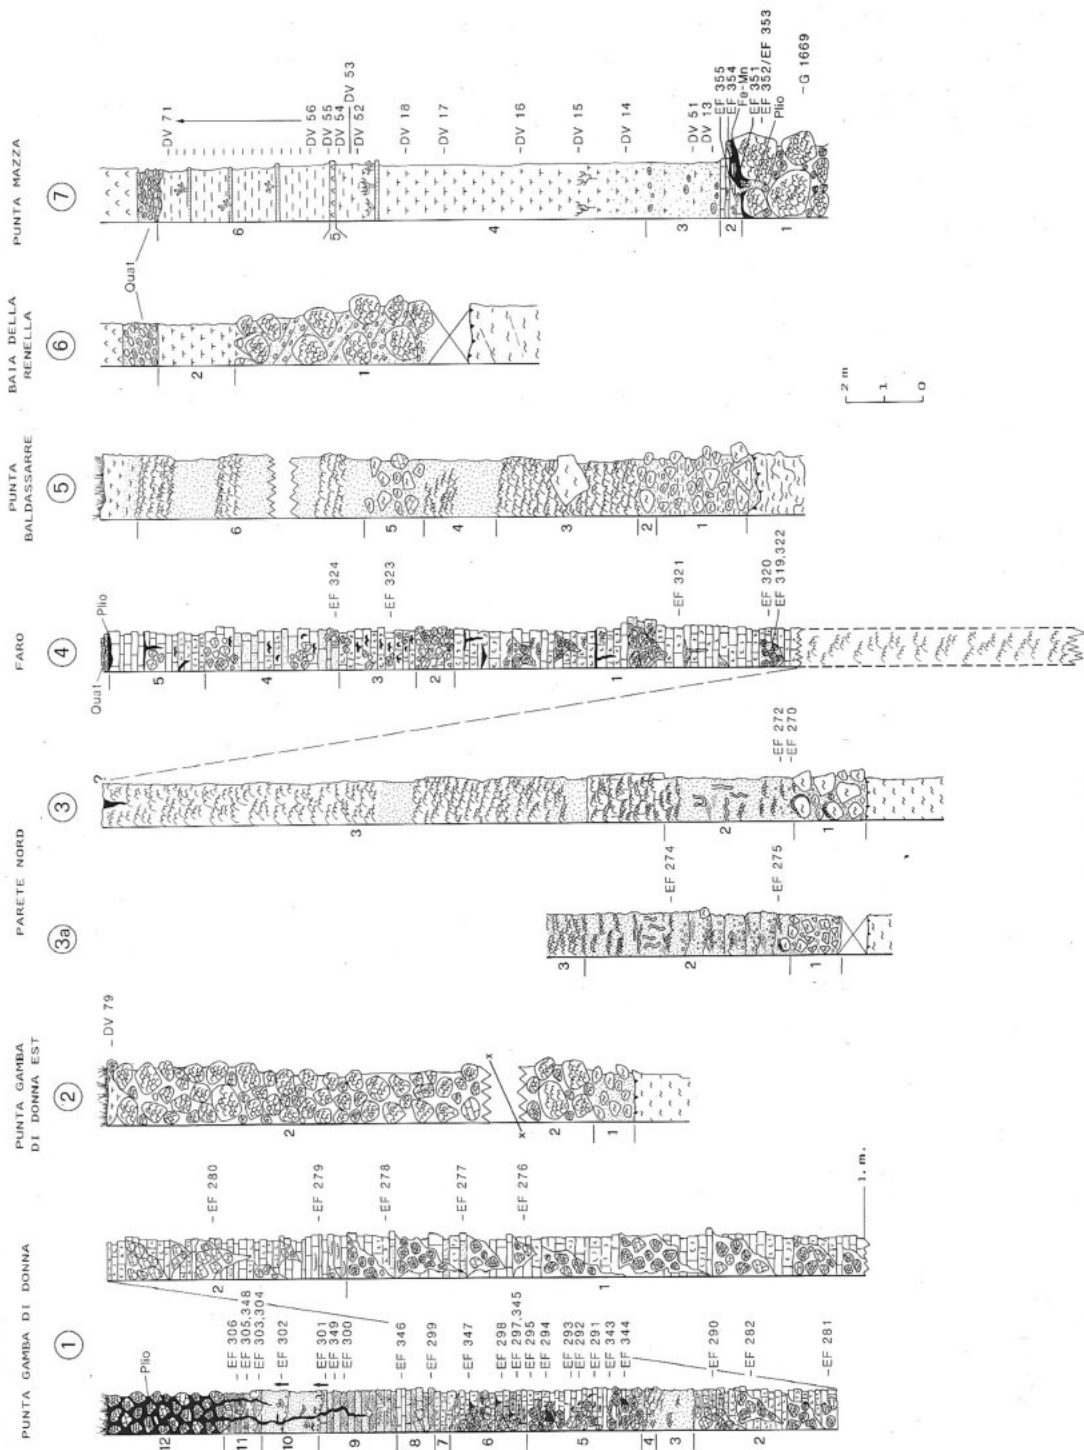 PUNTA GAMBA DI DONNA
1
Plio
EF 306
EF 305,348
EF 303,304
EF 302
EF 301
EF 349
EF 300
EF 346
EF 299
EF 347
EF 298
EF 297,345
EF 295
EF 294
EF 293
EF 292
EF 291
EF 343
EF 344
EF 290
EF 282
EF 281
12
11
10
9
8
7
6
5
4
3
2
EF 280
EF 279
EF 278
EF 277
EF 276
2
1
l. m.
PUNTA GAMBA
DI DONNA EST
2
DV 79
2
x
x
2
1
PARETE NORD
3a
EF 274
EF 275
3
2
1
3
?
EF 272
EF 270
3
2
1
FARO
4
Quat
Plio
EF 324
EF 323
EF 321
EF 320
EF 319,322
5
4
3
2
1
PUNTA
BALDASSARRE
5
6
5
4
3
2
1
BAIA DELLA
RENELLA
6
Quat
2
1
2 m
1
0
PUNTA MAZZA
7
DV 71
DV 56
DV 55
DV 54
DV 53
DV 52
DV 18
DV 17
DV 16
DV 15
DV 14
DV 51
DV 13
EF 355
EF 354
Fe-Mn
EF 351
EF 352/EF 353
Plio
G 1669
6
5
4
3
2
1